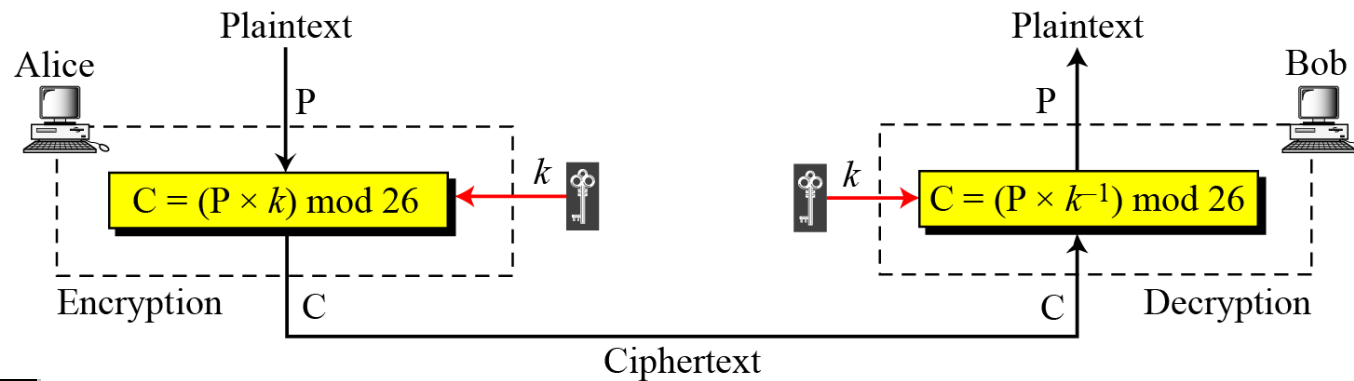 Plaintext Plaintext
Alice Bob
P P
k k
C = (P × k) mod 26 C = (P × k⁻¹) mod 26
Encryption C C Decryption
Ciphertext